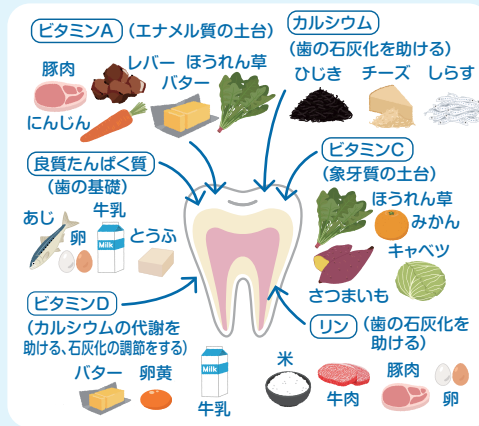 ビタミンA（エナメル質の土台）
豚肉
レバー
ほうれん草
バター
にんじん
カルシウム
（歯の石灰化を助ける）
ひじき
チーズ
しらす
良質たんぱく質
（歯の基礎）
あじ
卵
牛乳
Milk
とうふ
ビタミンC
（象牙質の土台）
ほうれん草
みかん
キャベツ
さつまいも
ビタミンD
（カルシウムの代謝を
助ける、石灰化の調節をする）
バター
卵黄
Milk
牛乳
リン（歯の石灰化を
助ける）
米
牛肉
豚肉
卵